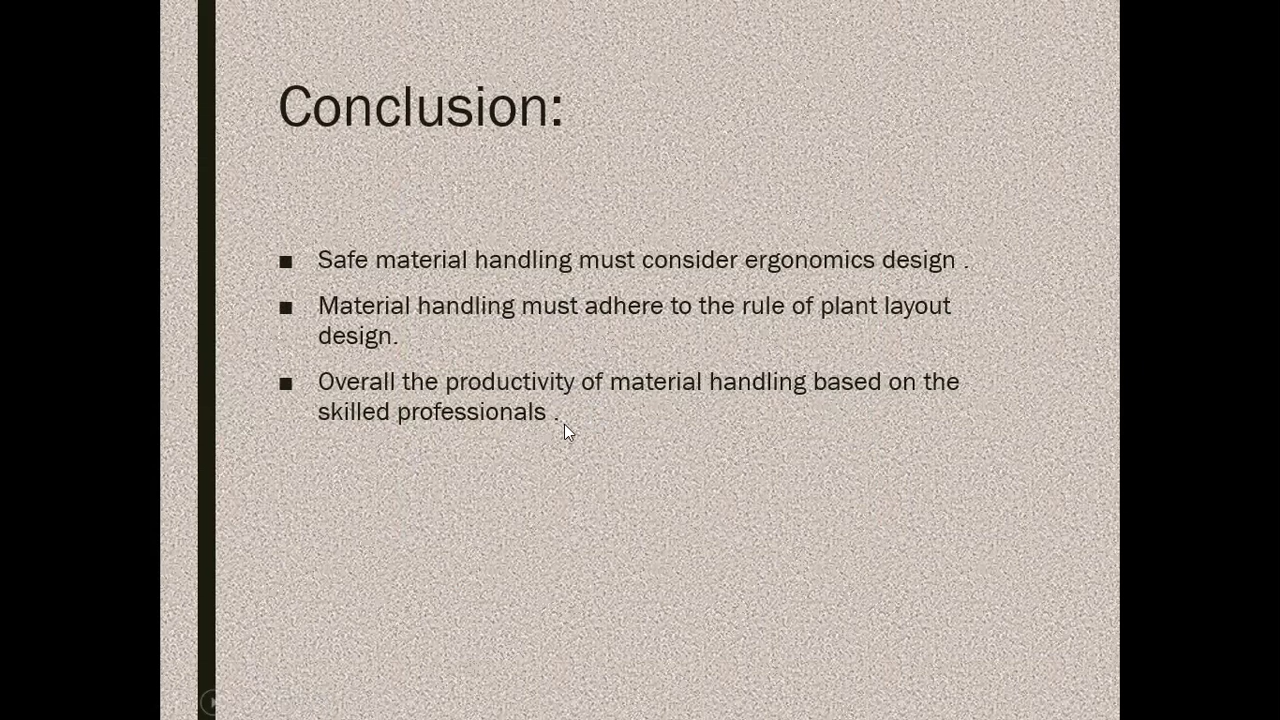 Conclusion:
■ Safe material handling must consider ergonomics design .
■ Material handling must adhere to the rule of plant layout
design.
■ Overall the productivity of material handling based on the
skilled professionals .